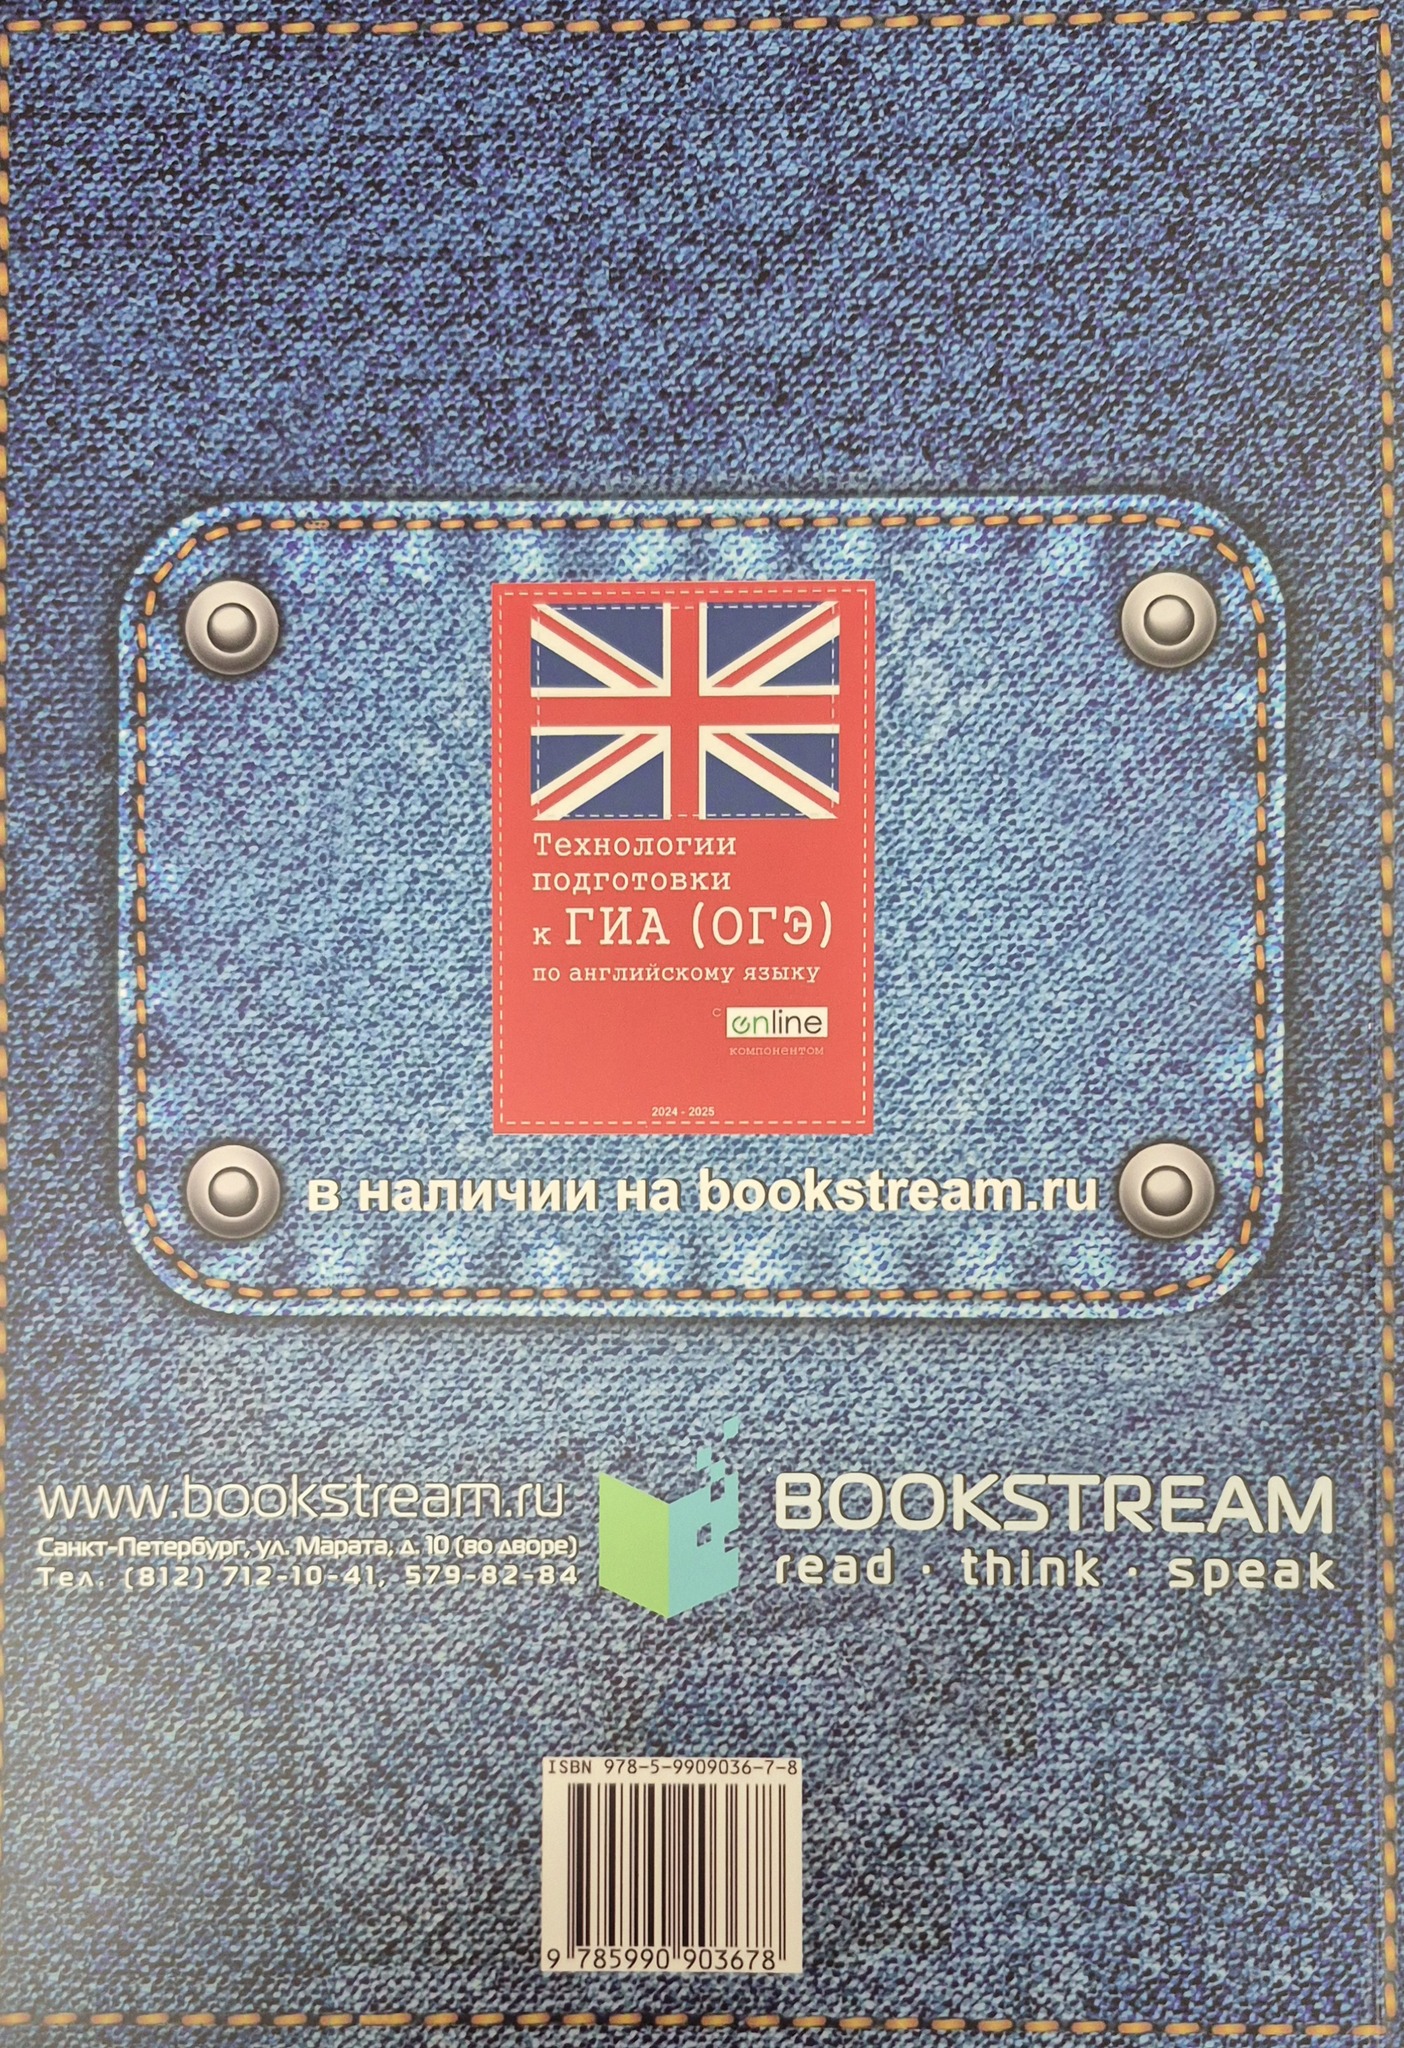 Технологии
подготовки
к ГИА (ОГЭ)
по английскому языку
с online
компонентом
2024 - 2025
в наличии на bookstream.ru
www.bookstream.ru
Санкт-Петербург, ул. Марата, д. 10 (во дворе)
Тел. (812) 712-10-41, 579-82-84
BOOKSTREAM
read · think · speak
ISBN 978-5-9909036-7-8
9 785990 903678